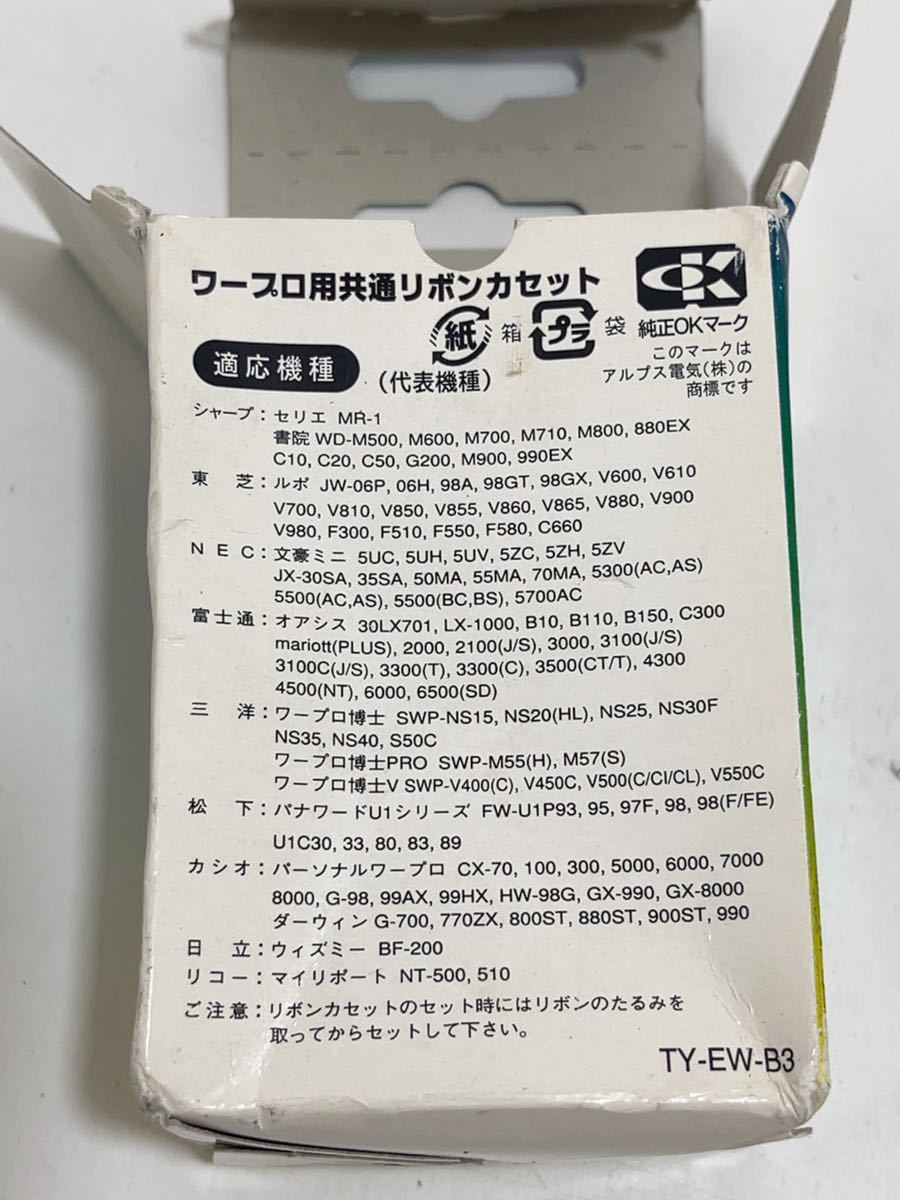 ワープロ用共通リボンカセット
OK
純正OKマーク
このマークは
アルプス電気(株)の
商標です
紙 箱 プラ 袋
適応機種 (代表機種)
シャープ:セリエ MR-1
書院 WD-M500, M600, M700, M710, M800, 880EX
C10, C20, C50, G200, M900, 990EX
東芝:ルポ JW-06P, 06H, 98A, 98GT, 98GX, V600, V610
V700, V810, V850, V855, V860, V865, V880, V900
V980, F300, F510, F550, F580, C660
NEC:文豪ミニ 5UC, 5UH, 5UV, 5ZC, 5ZH, 5ZV
JX-30SA, 35SA, 50MA, 55MA, 70MA, 5300(AC,AS)
5500(AC,AS), 5500(BC,BS), 5700AC
富士通:オアシス 30LX701, LX-1000, B10, B110, B150, C300
mariott(PLUS), 2000, 2100(J/S), 3000, 3100(J/S)
3100C(J/S), 3300(T), 3300(C), 3500(CT/T), 4300
4500(NT), 6000, 6500(SD)
三洋:ワープロ博士 SWP-NS15, NS20(HL), NS25, NS30F
NS35, NS40, S50C
ワープロ博士PRO SWP-M55(H), M57(S)
ワープロ博士V SWP-V400(C), V450C, V500(C/CI/CL), V550C
松下:パナワードU1シリーズ FW-U1P93, 95, 97F, 98, 98(F/FE)
U1C30, 33, 80, 83, 89
カシオ:パーソナルワープロ CX-70, 100, 300, 5000, 6000, 7000
8000, G-98, 99AX, 99HX, HW-98G, GX-990, GX-8000
ダーウィン G-700, 770ZX, 800ST, 880ST, 900ST, 990
日立:ウィズミー BF-200
リコー:マイリポート NT-500, 510
ご注意:リボンカセットのセット時にはリボンのたるみを
取ってからセットして下さい。
TY-EW-B3